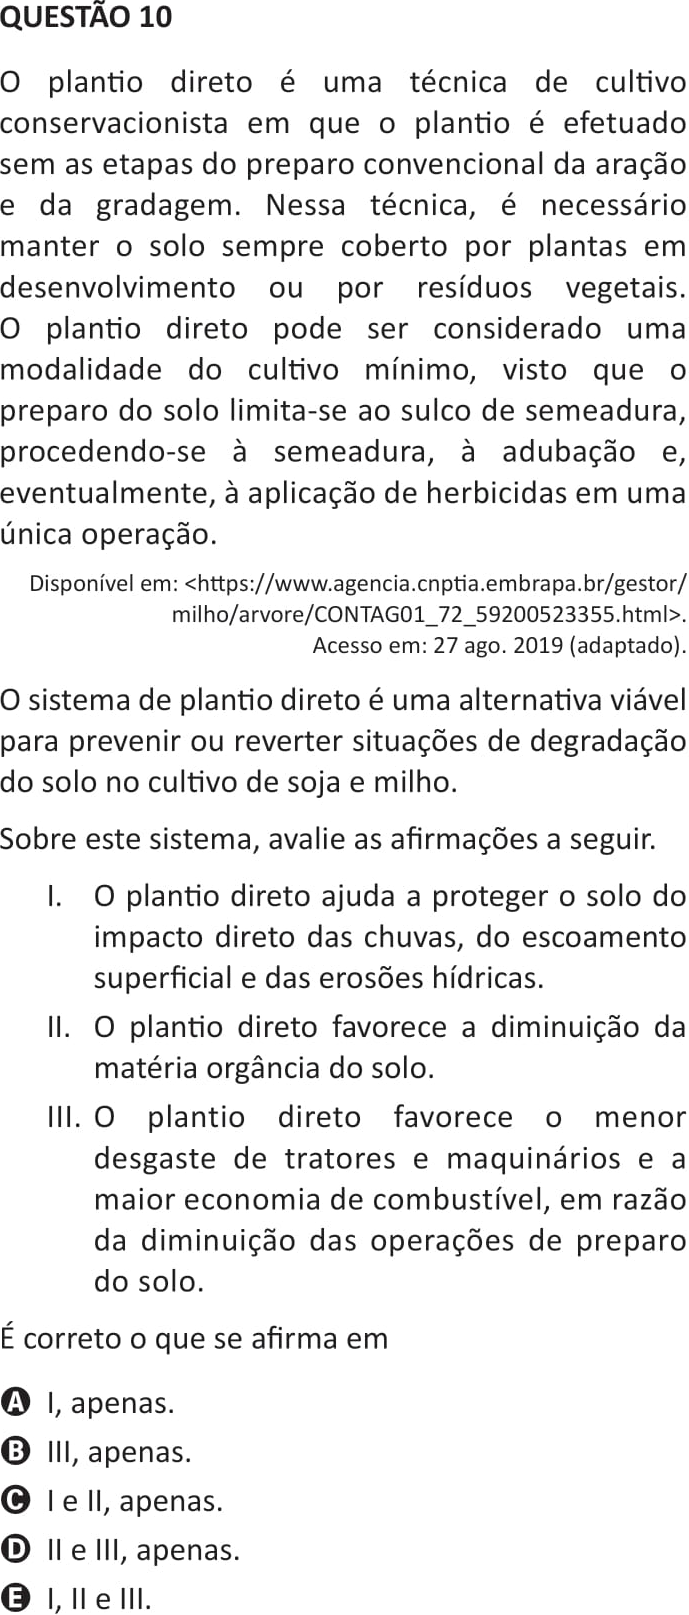 QUESTÃO 10
O plantio direto é uma técnica de cultivo
conservacionista em que o plantio é efetuado
sem as etapas do preparo convencional da aração
e da gradagem. Nessa técnica, é necessário
manter o solo sempre coberto por plantas em
desenvolvimento ou por resíduos vegetais.
O plantio direto pode ser considerado uma
modalidade do cultivo mínimo, visto que o
preparo do solo limita-se ao sulco de semeadura,
procedendo-se à semeadura, à adubação e,
eventualmente, à aplicação de herbicidas em uma
única operação.
Disponível em: <https://www.agencia.cnptia.embrapa.br/gestor/
milho/arvore/CONTAG01_72_59200523355.html>.
Acesso em: 27 ago. 2019 (adaptado).
O sistema de plantio direto é uma alternativa viável
para prevenir ou reverter situações de degradação
do solo no cultivo de soja e milho.
Sobre este sistema, avalie as afirmações a seguir.
I. O plantio direto ajuda a proteger o solo do
impacto direto das chuvas, do escoamento
superficial e das erosões hídricas.
II. O plantio direto favorece a diminuição da
matéria orgância do solo.
III. O plantio direto favorece o menor
desgaste de tratores e maquinários e a
maior economia de combustível, em razão
da diminuição das operações de preparo
do solo.
É correto o que se afirma em
A I, apenas.
B III, apenas.
C I e II, apenas.
D II e III, apenas.
E I, II e III.